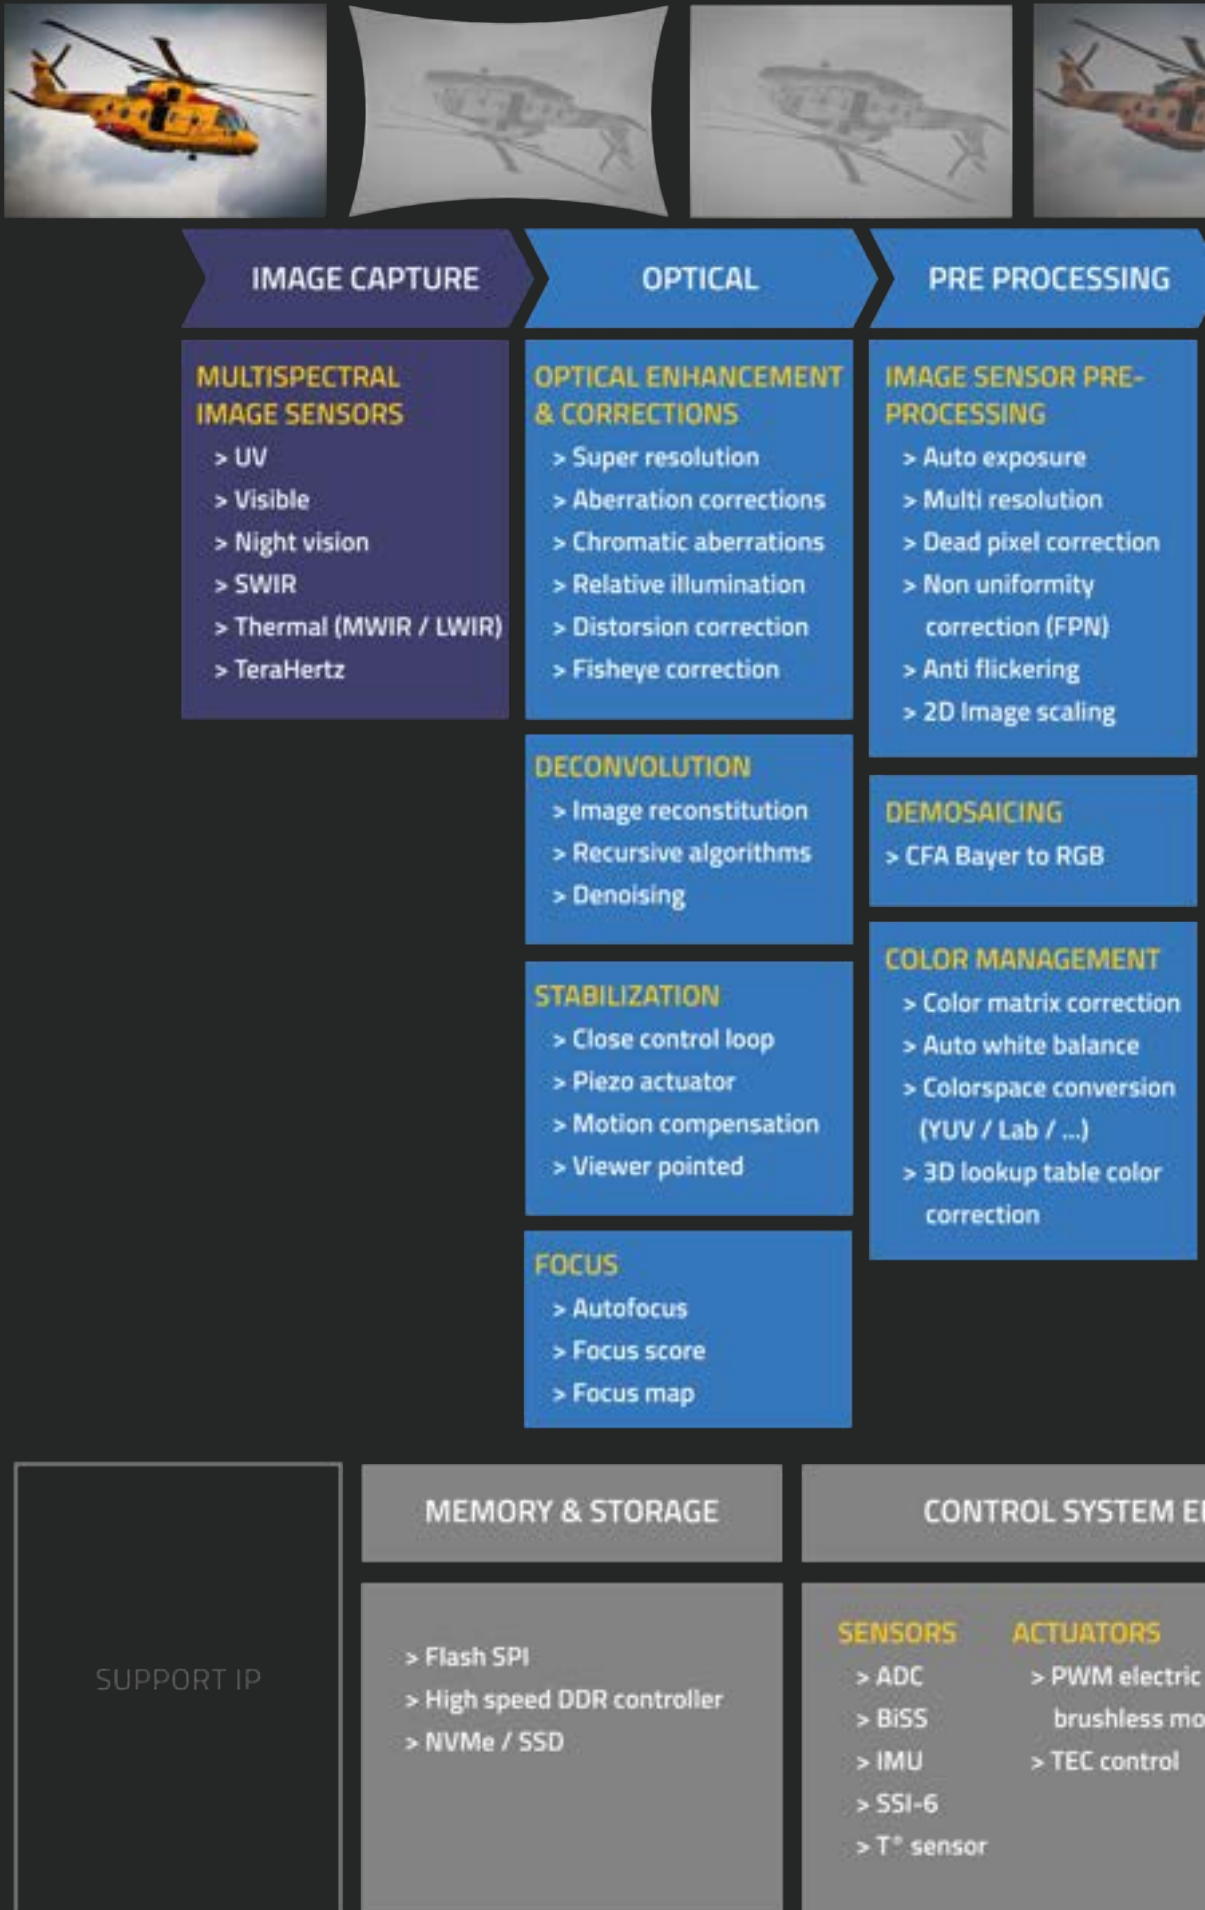 IMAGE CAPTURE
OPTICAL
PRE PROCESSING
MULTISPECTRAL
IMAGE SENSORS
> UV
> Visible
> Night vision
> SWIR
> Thermal (MWIR / LWIR)
> TeraHertz
OPTICAL ENHANCEMENT
& CORRECTIONS
> Super resolution
> Aberration corrections
> Chromatic aberrations
> Relative illumination
> Distorsion correction
> Fisheye correction
DECONVOLUTION
> Image reconstitution
> Recursive algorithms
> Denoising
STABILIZATION
> Close control loop
> Piezo actuator
> Motion compensation
> Viewer pointed
FOCUS
> Autofocus
> Focus score
> Focus map
IMAGE SENSOR PRE-
PROCESSING
> Auto exposure
> Multi resolution
> Dead pixel correction
> Non uniformity
correction (FPN)
> Anti flickering
> 2D Image scaling
DEMOSAICING
> CFA Bayer to RGB
COLOR MANAGEMENT
> Color matrix correction
> Auto white balance
> Colorspace conversion
(YUV / Lab / ...)
> 3D lookup table color
correction
SUPPORT IP
MEMORY & STORAGE
> Flash SPI
> High speed DDR controller
> NVMe / SSD
CONTROL SYSTEM
SENSORS
> ADC
> BiSS
> IMU
> SSI-6
> T° sensor
ACTUATORS
> PWM electric
brushless
> TEC control